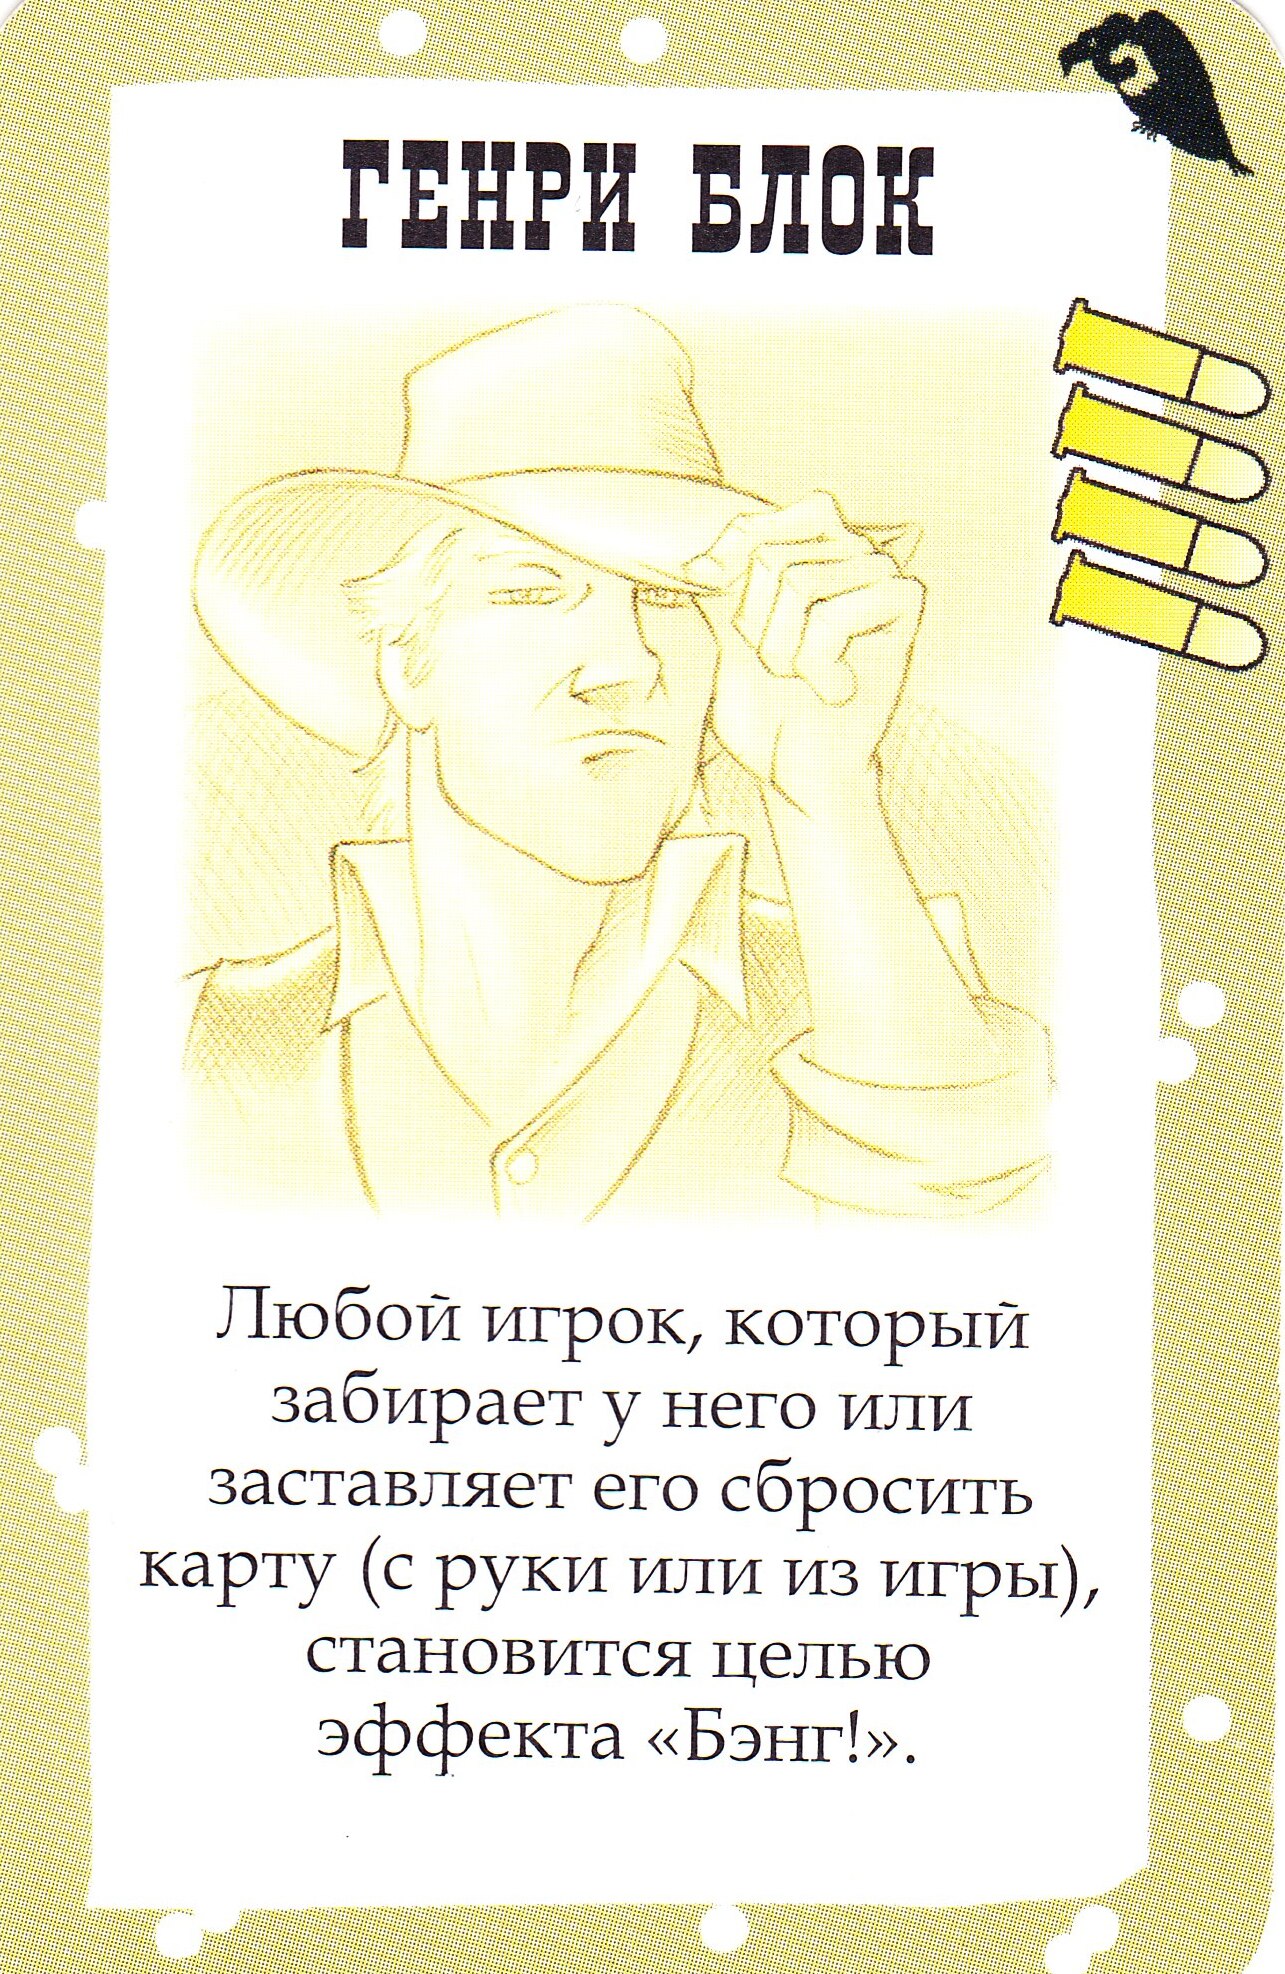 ГЕНРИ БЛОК
Любой игрок, который
забирает у него или
заставляет его сбросить
карту (с руки или из игры),
становится целью
эффекта «Бэнг!».